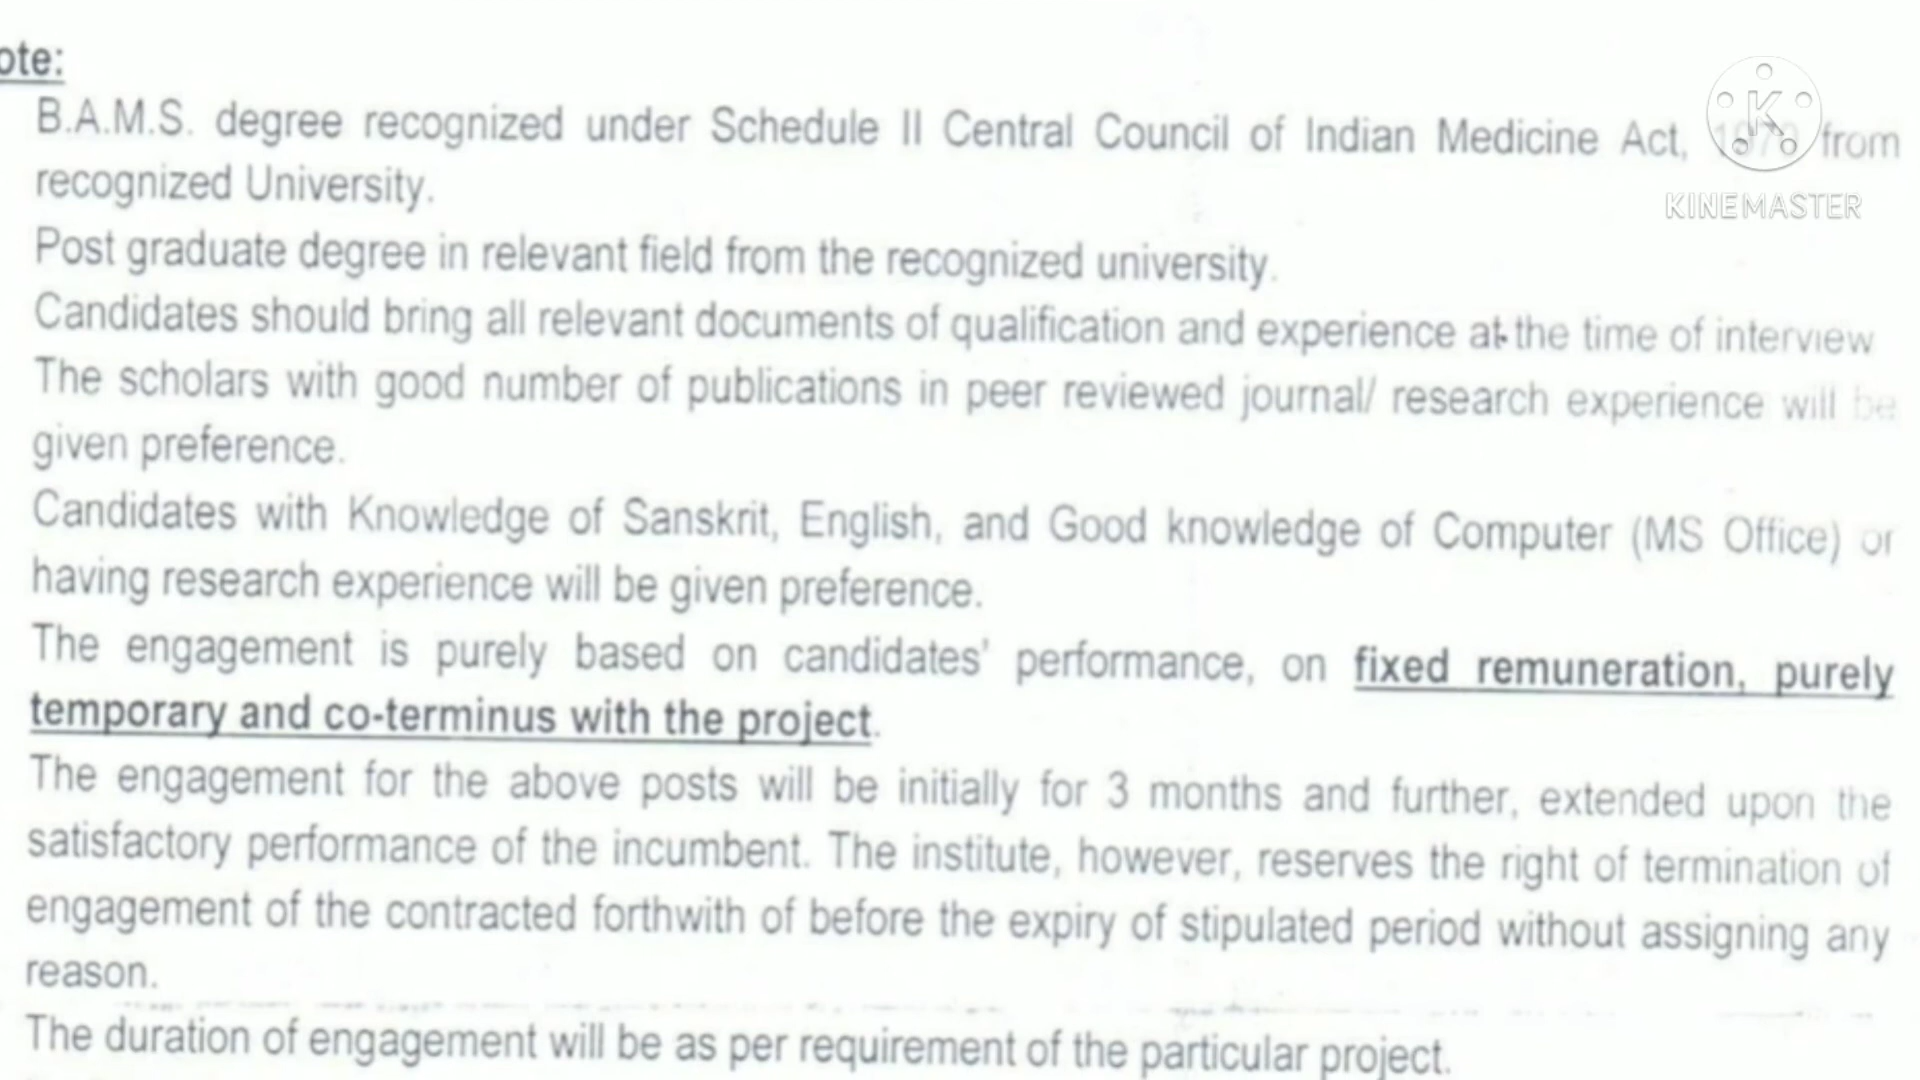 ote:
B.A.M.S. degree recognized under Schedule II Central Council of Indian Medicine Act, from
recognized University.
Post graduate degree in relevant field from the recognized university.
Candidates should bring all relevant documents of qualification and experience at the time of interview
The scholars with good number of publications in peer reviewed journal/ research experience will be
given preference.
Candidates with Knowledge of Sanskrit, English, and Good knowledge of Computer (MS Office) or
having research experience will be given preference.
The engagement is purely based on candidates' performance, on fixed remuneration, purely
temporary and co-terminus with the project.
The engagement for the above posts will be initially for 3 months and further, extended upon the
satisfactory performance of the incumbent. The institute, however, reserves the right of termination of
engagement of the contracted forthwith of before the expiry of stipulated period without assigning any
reason.
The duration of engagement will be as per requirement of the particular project.
K
KINEMASTER